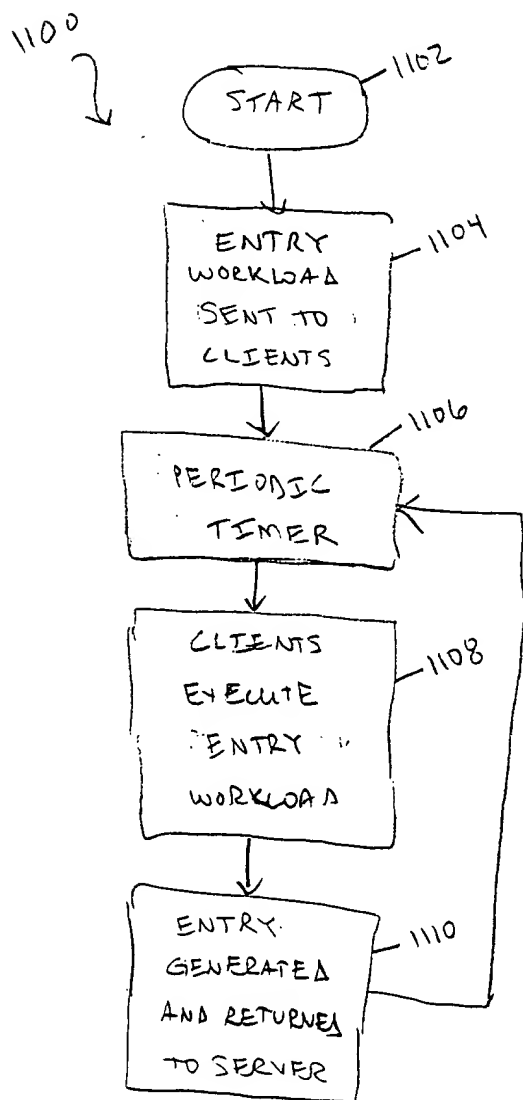 1100
1102
START
1104
ENTRY
WORKLOAD
SENT TO
CLIENTS
1106
PERIODIC
TIMER
CLIENTS
1108
EXECUTE
ENTRY
WORKLOAD
ENTRY
1110
GENERATED
AND RETURNED
TO SERVER